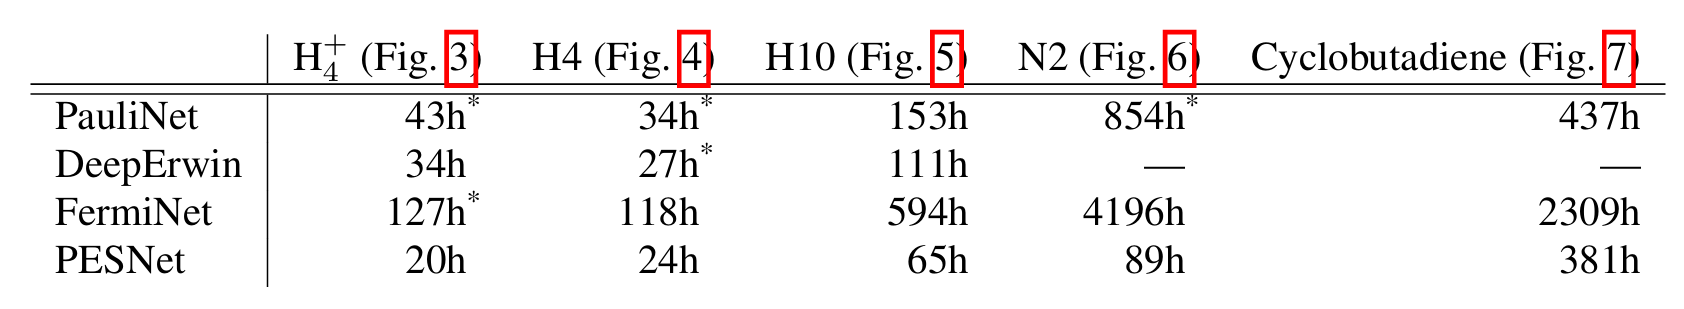 H₄⁺ (Fig. 3) H4 (Fig. 4) H10 (Fig. 5) N2 (Fig. 6) Cyclobutadiene (Fig. 7)
PauliNet 43h* 34h* 153h 854h* 437h
DeepErwin 34h 27h* 111h — —
FermiNet 127h* 118h 594h 4196h 2309h
PESNet 20h 24h 65h 89h 381h